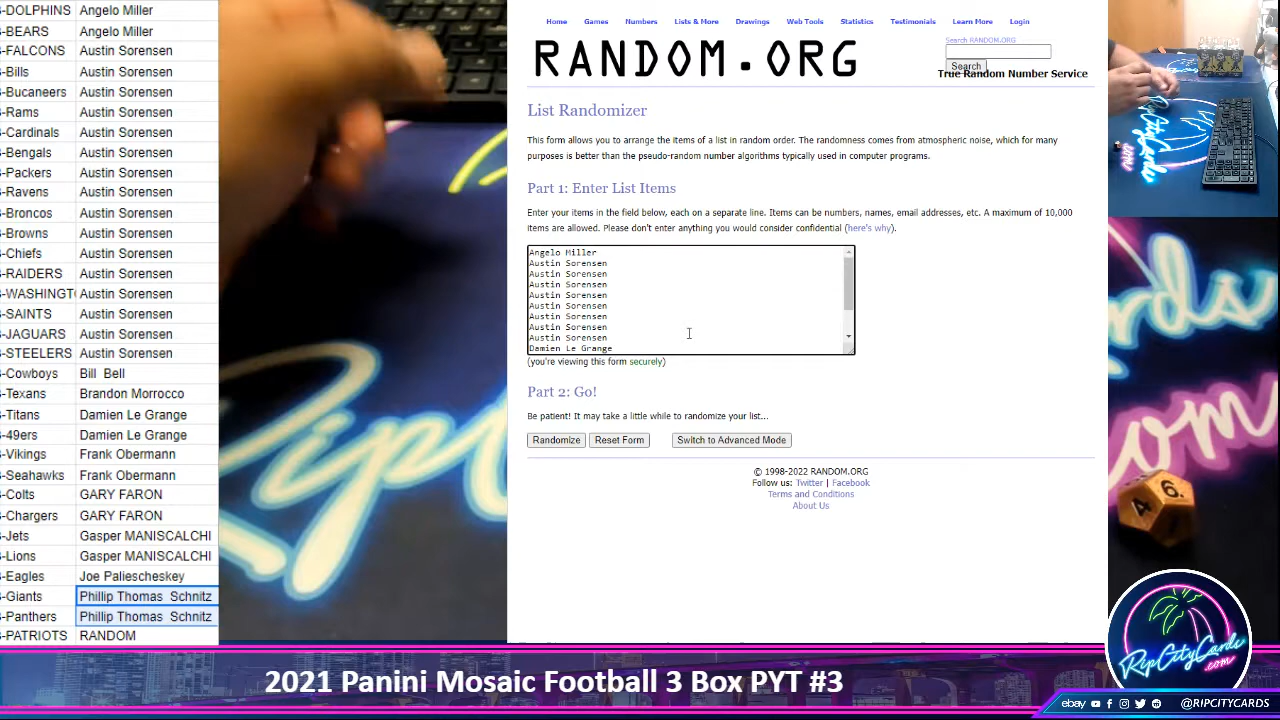 -DOLPHINS Angelo Miller
-BEARS Angelo Miller
-FALCONS Austin Sorensen
-Bills Austin Sorensen
-Bucaneers Austin Sorensen
-Rams Austin Sorensen
-Cardinals Austin Sorensen
-Bengals Austin Sorensen
-Packers Austin Sorensen
-Ravens Austin Sorensen
-Broncos Austin Sorensen
-Browns Austin Sorensen
-Chiefs Austin Sorensen
-RAIDERS Austin Sorensen
-WASHINGT Austin Sorensen
-SAINTS Austin Sorensen
-JAGUARS Austin Sorensen
-STEELERS Austin Sorensen
-Cowboys Bill Bell
-Texans Brandon Morrocco
-Titans Damien Le Grange
-49ers Damien Le Grange
-Vikings Frank Obermann
-Seahawks Frank Obermann
-Colts GARY FARON
-Chargers GARY FARON
-Jets Gasper MANISCALCHI
-Lions Gasper MANISCALCHI
-Eagles Joe Paliescheskey
-Giants Phillip Thomas Schnitz
-Panthers Phillip Thomas Schnitz
-PATRIOTS RANDOM
Home Games Numbers Lists & More Drawings Web Tools Statistics Testimonials Learn More Login
Search RANDOM.ORG
RANDOM.ORG
Search
True Random Number Service
List Randomizer
This form allows you to arrange the items of a list in random order. The randomness comes from atmospheric noise, which for many
purposes is better than the pseudo-random number algorithms typically used in computer programs.
Part 1: Enter List Items
Enter your items in the field below, each on a separate line. Items can be numbers, names, email addresses, etc. A maximum of 10,000
items are allowed. Please don't enter anything you would consider confidential (here's why).
Angelo Miller
Austin Sorensen
Austin Sorensen
Austin Sorensen
Austin Sorensen
Austin Sorensen
Austin Sorensen
Austin Sorensen
Austin Sorensen
Damien Le Grange
(you're viewing this form securely)
Part 2: Go!
Be patient! It may take a little while to randomize your list...
Randomize Reset Form Switch to Advanced Mode
© 1998-2022 RANDOM.ORG
Follow us: Twitter | Facebook
Terms and Conditions
About Us
4 6.
RipCityCards
.com
2021 Panini Mosaic Football 3 Box PYT #3
ebay @RIPCITYCARDS